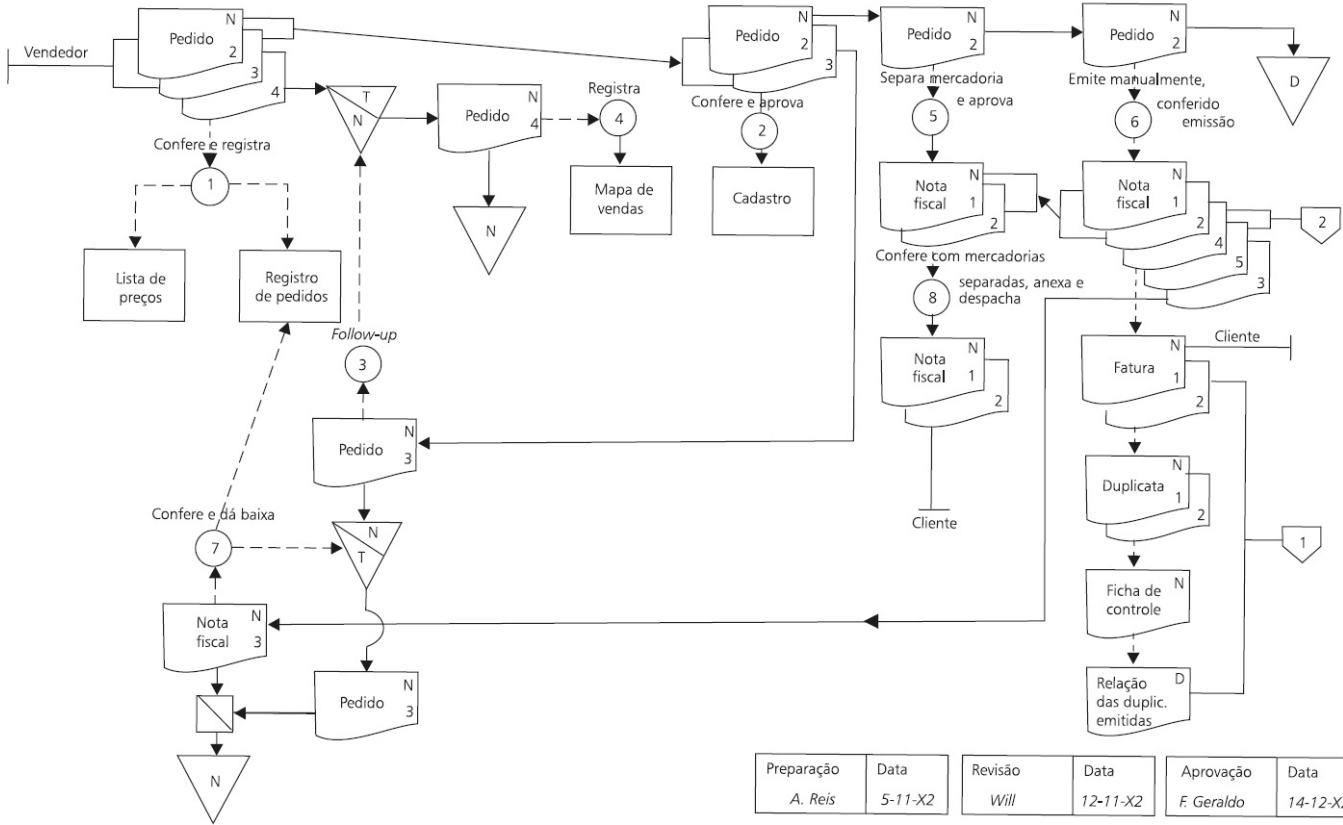 Vendedor
Pedido
N
2
3
4
Confere e registra
1
Lista de
preços
Registro
de pedidos
T
N
Pedido
N
4
Registra
4
Mapa de
vendas
N
Pedido
N
2
3
Confere e aprova
2
Cadastro
Pedido
N
2
Separa mercadoria
e aprova
5
Nota
fiscal
N
1
2
Confere com mercadorias
separadas, anexa e
despacha
8
Nota
fiscal
N
1
2
Cliente
Pedido
N
2
D
Emite manualmente,
conferido
emissão
6
Nota
fiscal
N
1
2
4
5
3
2
Cliente
Fatura
N
1
2
Duplicata
N
1
2
1
Ficha de
controle
N
Relação
das duplic.
emitidas
D
Follow-up
3
Pedido
N
3
N
T
Confere e dá baixa
7
Nota
fiscal
N
3
Pedido
N
3
N
Preparação
A. Reis
Data
5-11-X2
Revisão
Will
Data
12-11-X2
Aprovação
F. Geraldo
Data